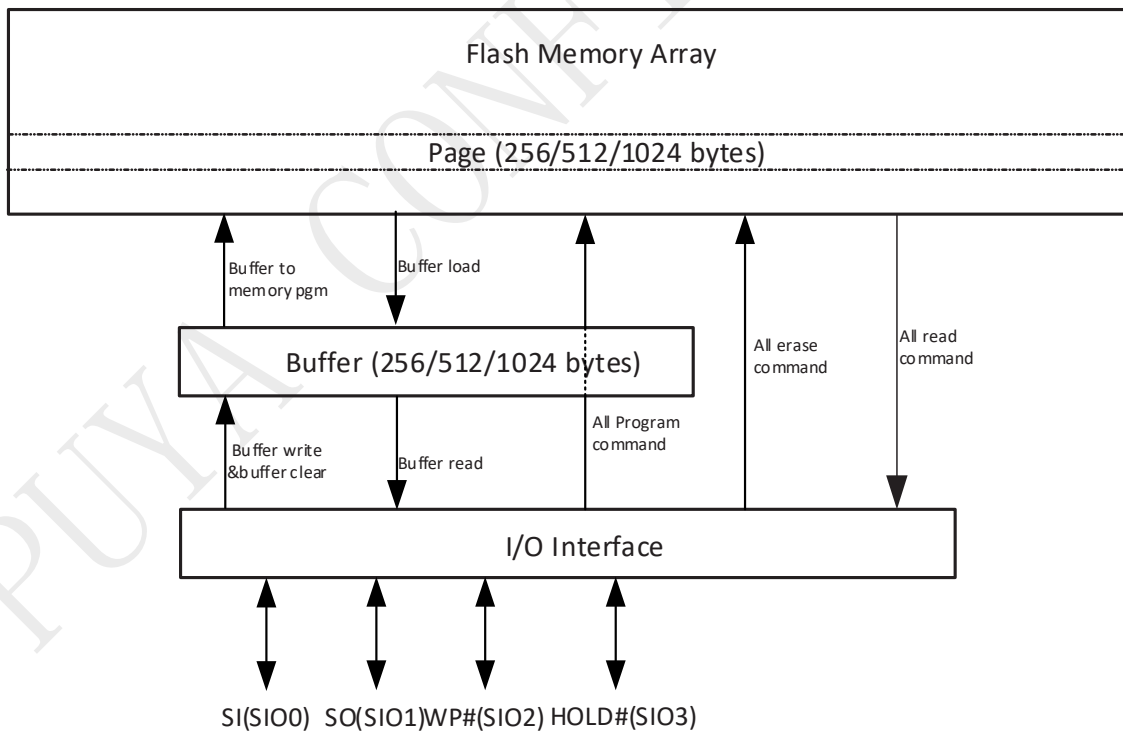 Flash Memory Array
Page (256/512/1024 bytes)
Buffer to
memory pgm
Buffer load
Buffer (256/512/1024 bytes)
All erase
command
All read
command
Buffer write
&buffer clear
Buffer read
All Program
command
I/O Interface
SI(SIO0) SO(SIO1)WP#(SIO2) HOLD#(SIO3)
PUYA CONF